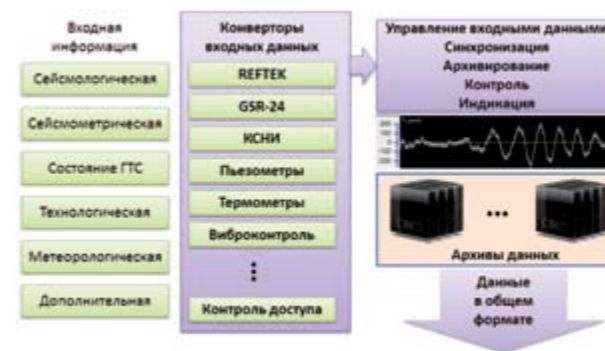 Входная
информация
Сейсмологическая
Сейсмометрическая
Состояние ГТС
Технологическая
Метеорологическая
Дополнительная
Конверторы
входных данных
REFTEK
GSR-24
КСНИ
Пьезометры
Термометры
Виброконтроль
Контроль доступа
Управление входными данными
Синхронизация
Архивирование
Контроль
Индикация
Архивы данных
Данные
в общем
формате